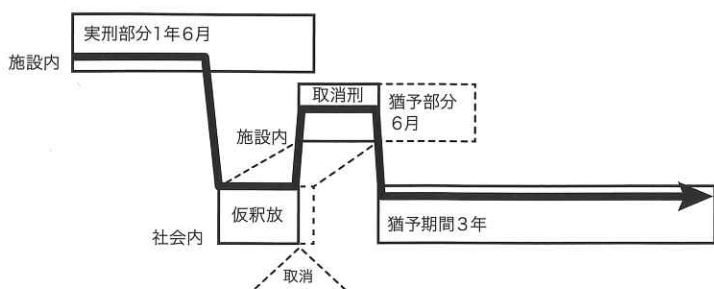 実刑部分1年6月
施設内
取消刑
猶予部分
6月
施設内
仮釈放
猶予期間3年
社会内
取消